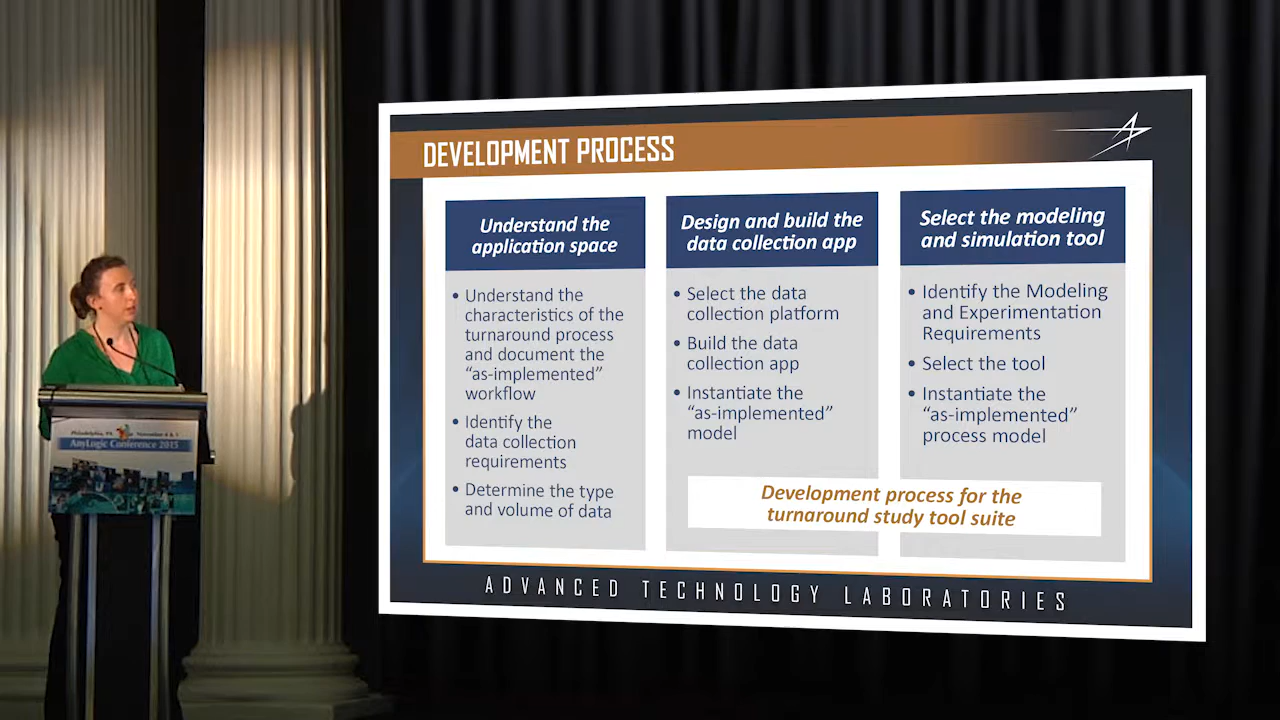 DEVELOPMENT PROCESS
Understand the
application space
• Understand the
characteristics of the
turnaround process
and document the
“as-implemented”
workflow
• Identify the
data collection
requirements
• Determine the type
and volume of data
Design and build the
data collection app
• Select the data
collection platform
• Build the data
collection app
• Instantiate the
“as-implemented”
model
Select the modeling
and simulation tool
• Identify the Modeling
and Experimentation
Requirements
• Select the tool
• Instantiate the
“as-implemented”
process model
Development process for the
turnaround study tool suite
ADVANCED TECHNOLOGY LABORATORIES
Philadelphia, PA
AnyLogic Conference 2015